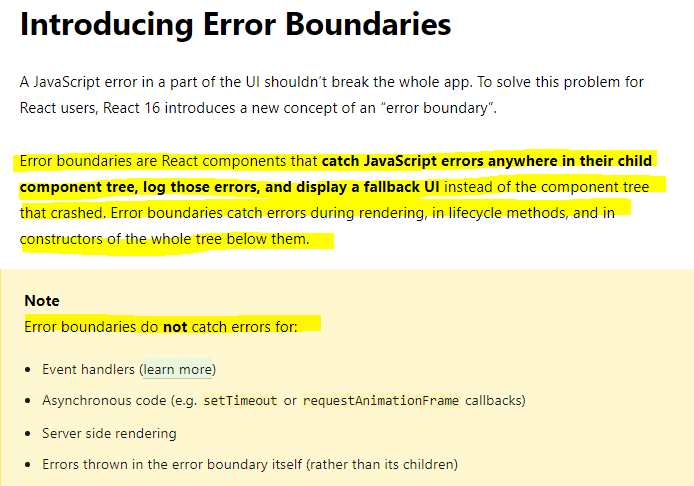 Introducing Error Boundaries
A JavaScript error in a part of the UI shouldn’t break the whole app. To solve this problem for
React users, React 16 introduces a new concept of an “error boundary”.
Error boundaries are React components that catch JavaScript errors anywhere in their child
component tree, log those errors, and display a fallback UI instead of the component tree
that crashed. Error boundaries catch errors during rendering, in lifecycle methods, and in
constructors of the whole tree below them.
Note
Error boundaries do not catch errors for:
• Event handlers (learn more)
• Asynchronous code (e.g. setTimeout or requestAnimationFrame callbacks)
• Server side rendering
• Errors thrown in the error boundary itself (rather than its children)